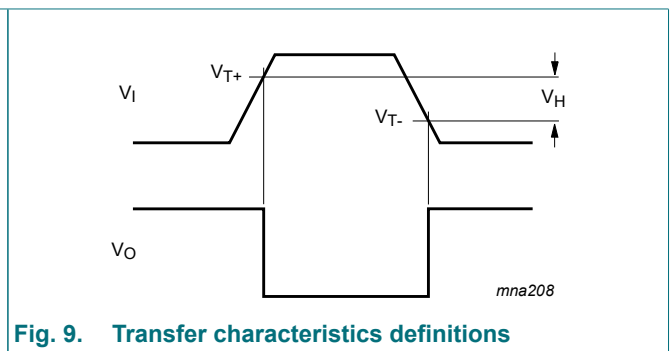 VT+
VI
VH
VT-
VO
mna208
Fig. 9. Transfer characteristics definitions